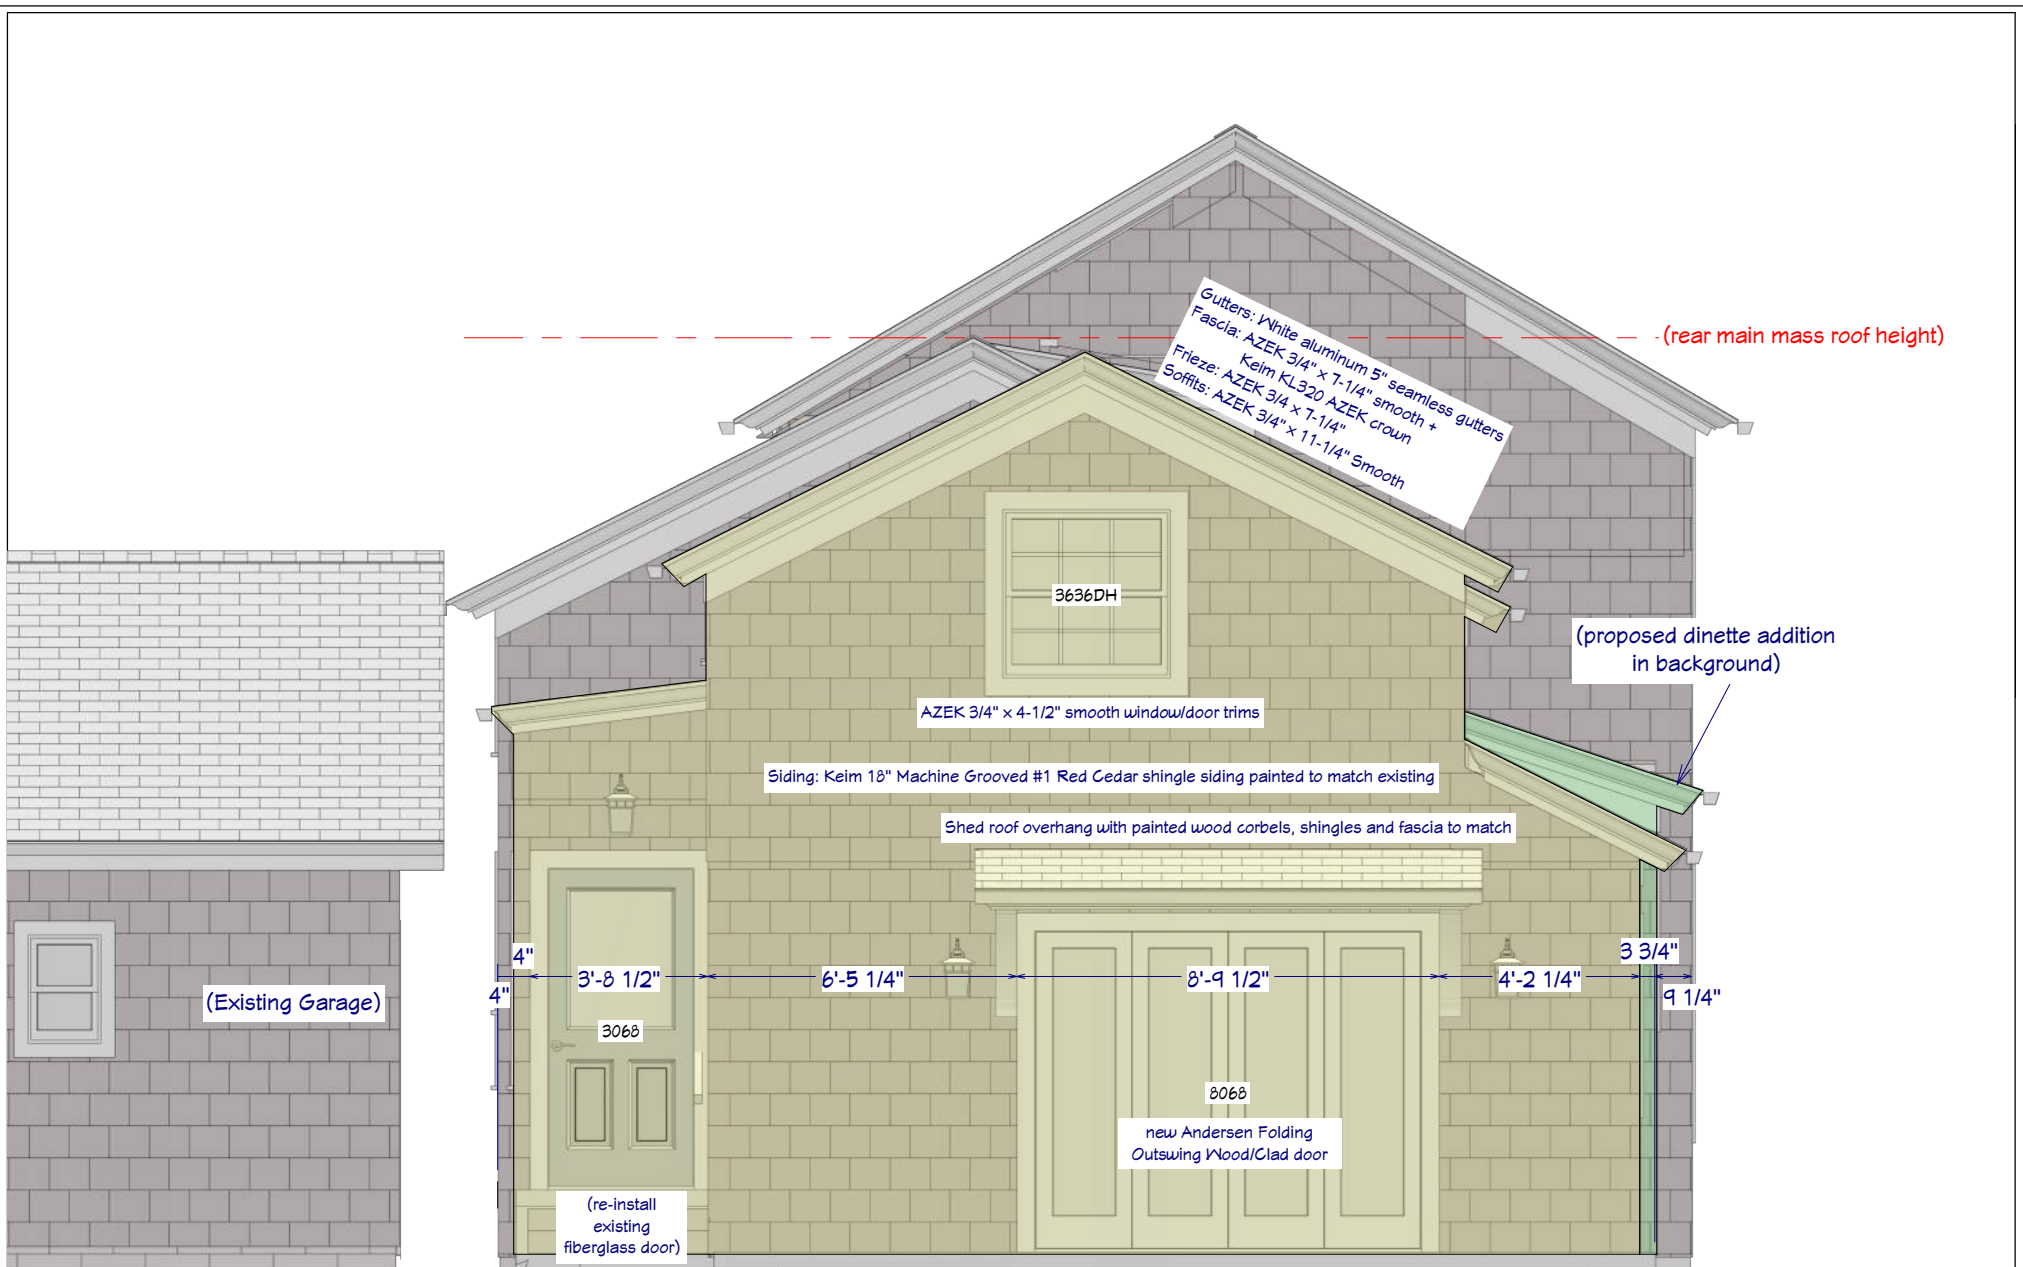 Gutters: White aluminum 5" seamless gutters
Fascia: AZEK 3/4" x 7-1/4" smooth +
Keim KL320 AZEK crown
Frieze: AZEK 3/4 x 7-1/4"
Soffits: AZEK 3/4" x 11-1/4" Smooth
(rear main mass roof height)
3636DH
(proposed dinette addition
in background)
AZEK 3/4" x 4-1/2" smooth window/door trims
Siding: Keim 18" Machine Grooved #1 Red Cedar shingle siding painted to match existing
Shed roof overhang with painted wood corbels, shingles and fascia to match
4"
4"
3'-8 1/2"
6'-5 1/4"
8'-9 1/2"
4'-2 1/4"
3 3/4"
9 1/4"
(Existing Garage)
3068
8068
new Andersen Folding
Outswing Wood/Clad door
(re-install
existing
fiberglass door)